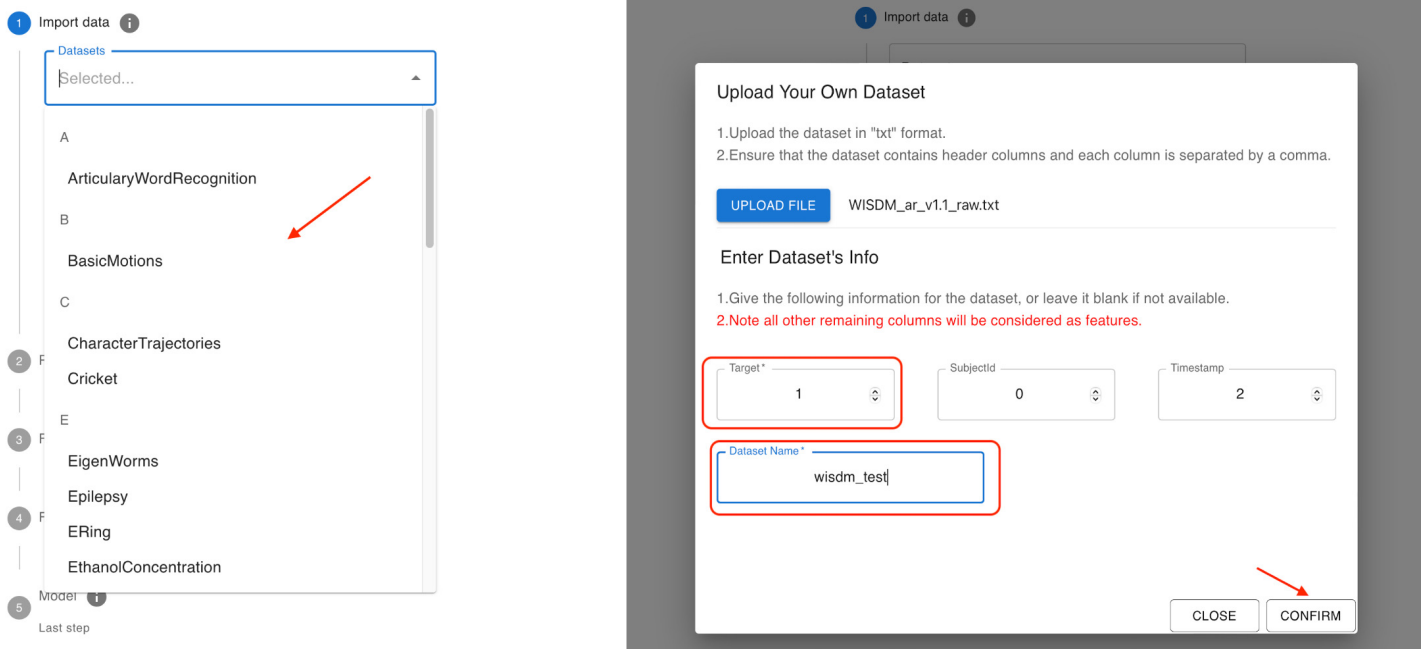 1 Import data i
Datasets
Selected...
A
ArticularyWordRecognition
B
BasicMotions
C
CharacterTrajectories
Cricket
E
EigenWorms
Epilepsy
ERing
EthanolConcentration
2 F
3 F
4 F
5 Model i
Last step
1 Import data i
Upload Your Own Dataset
1.Upload the dataset in "txt" format.
2.Ensure that the dataset contains header columns and each column is separated by a comma.
UPLOAD FILE WISDM_ar_v1.1_raw.txt
Enter Dataset's Info
1.Give the following information for the dataset, or leave it blank if not available.
2.Note all other remaining columns will be considered as features.
Target* SubjectId Timestamp
1 0 2
Dataset Name*
wisdm_test
CLOSE CONFIRM